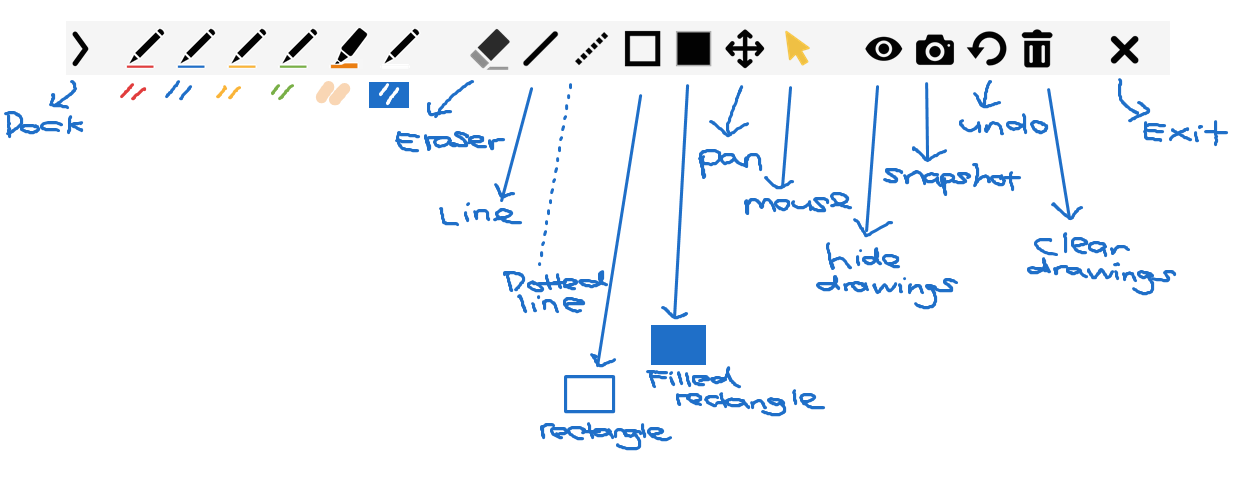 Dock
Eraser
Line
Dotted
line
rectangle
Filled
rectangle
pan
mouse
hide
drawings
snapshot
undo
clear
drawings
Exit